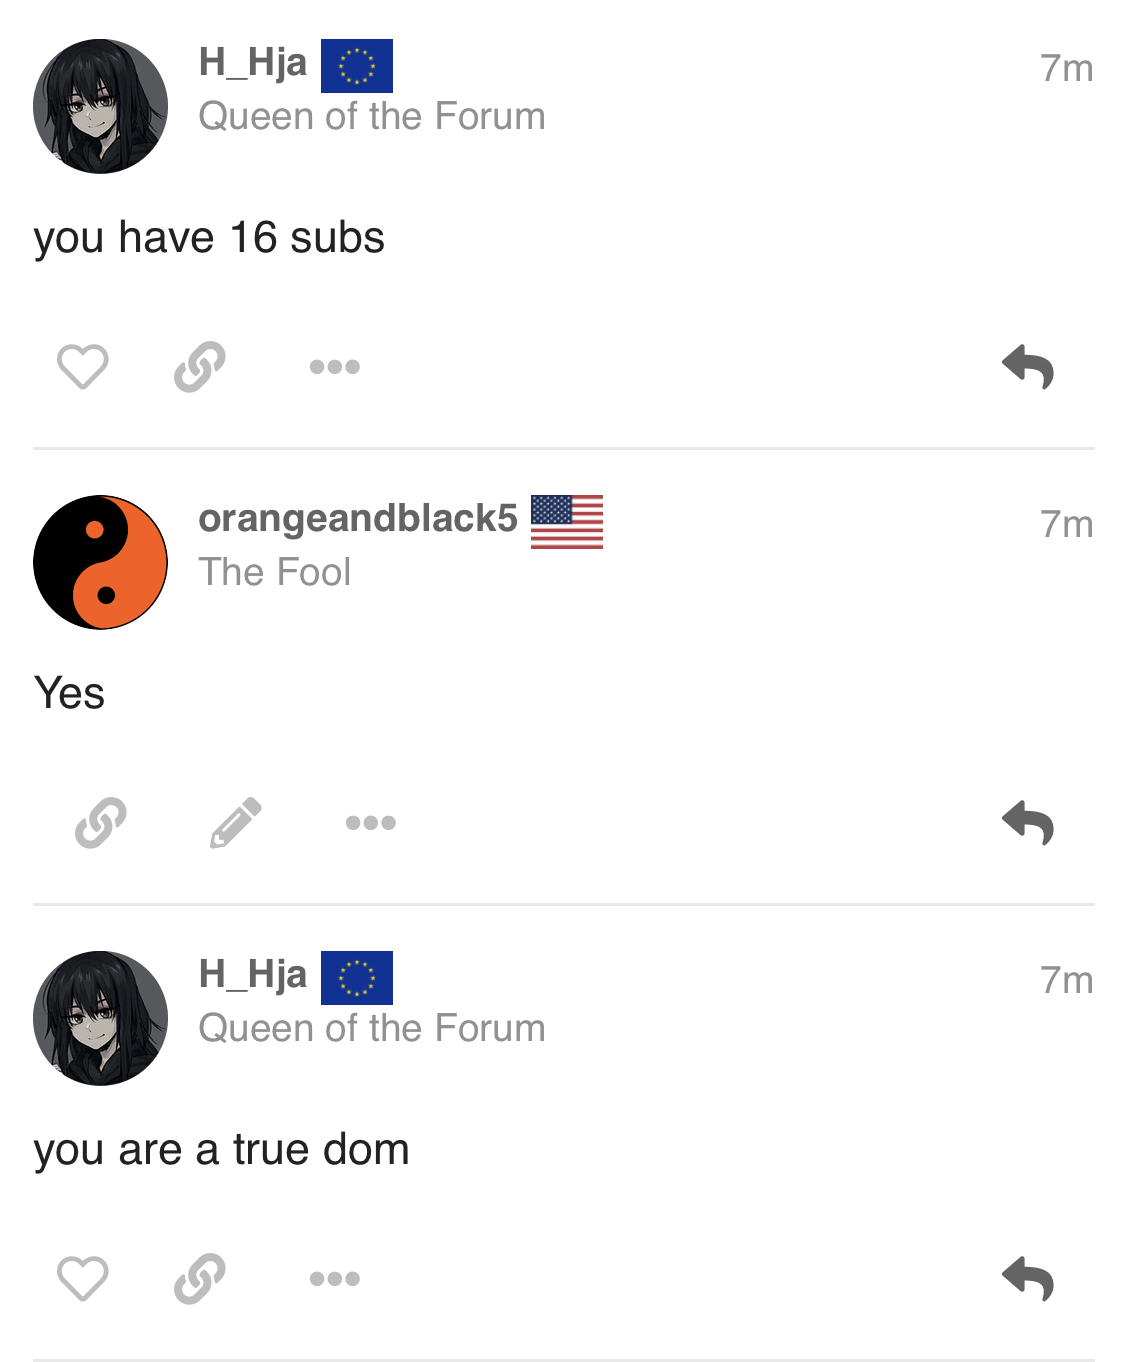 H_Hja
7m
Queen of the Forum
you have 16 subs
orangeandblack5
7m
The Fool
Yes
H_Hja
7m
Queen of the Forum
you are a true dom